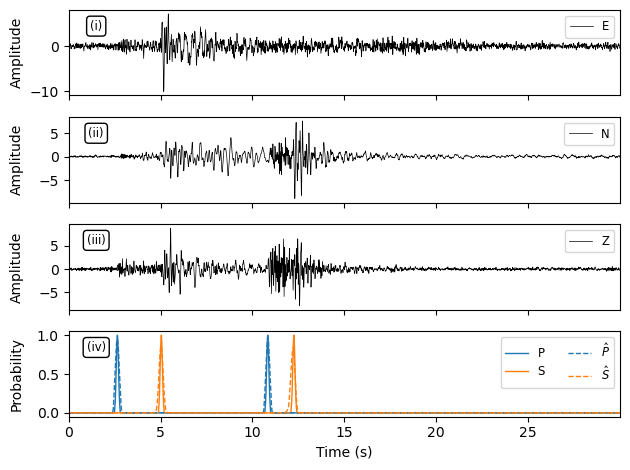 (i)
E
Amplitude
0
−10
(ii)
N
Amplitude
5
0
−5
(iii)
Z
Amplitude
5
0
−5
(iv)
P
S
P̂
Ŝ
Probability
1.0
0.5
0.0
0 5 10 15 20 25
Time (s)